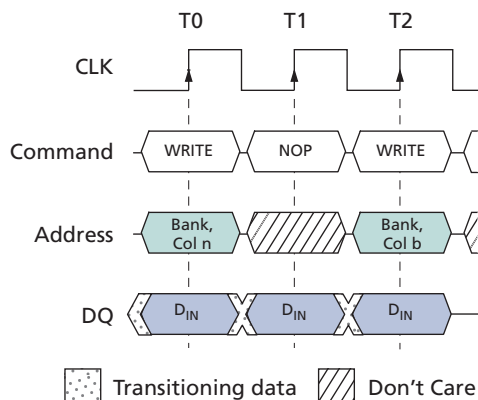 T0 T1 T2
CLK
Command WRITE NOP WRITE
Address Bank, Col n Bank, Col b
DQ DIN DIN DIN
Transitioning data Don't Care